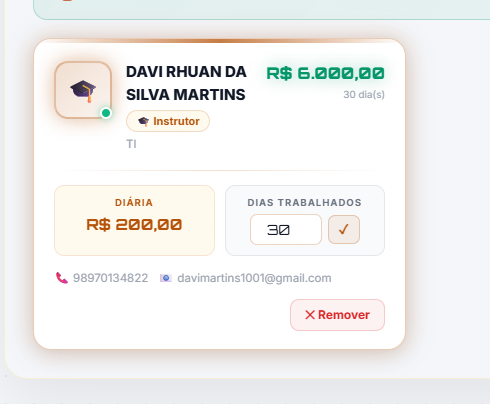 DAVI RHUAN DA
SILVA MARTINS
R$ 6.000,00
30 dia(s)
Instrutor
TI
DIÁRIA
R$ 200,00
DIAS TRABALHADOS
30
✓
98970134822
davimartins1001@gmail.com
Remover